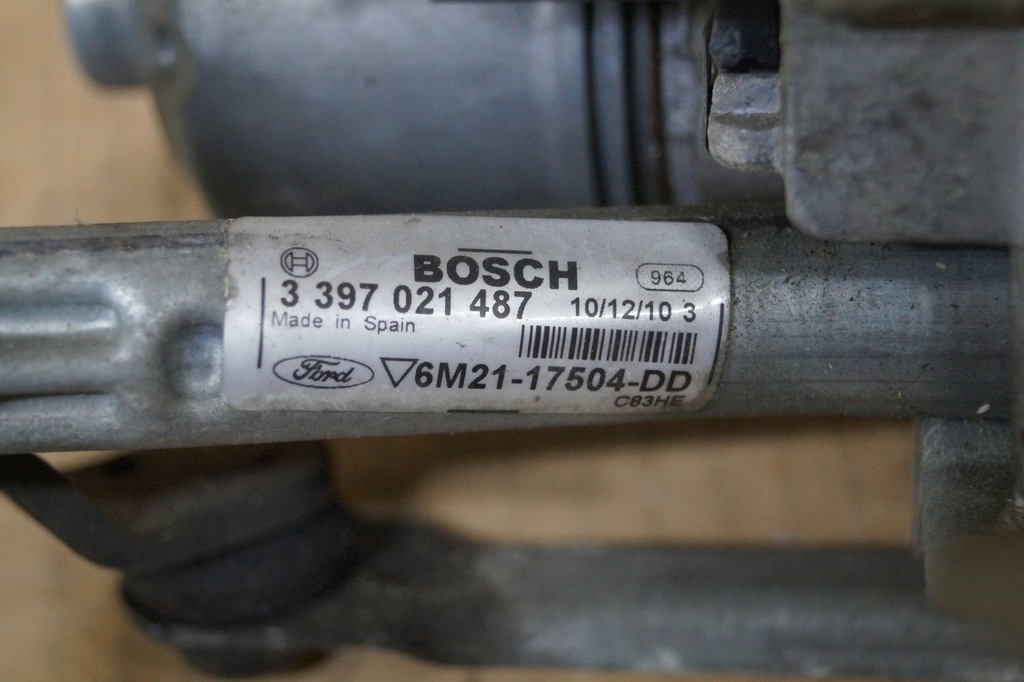 BOSCH
964
3 397 021 487 10/12/10 3
Made in Spain
Ford 6M21-17504-DD
C83HE